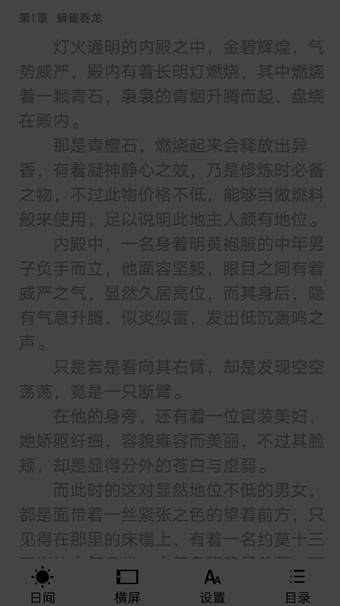 第1章 蟒雀吞龙
灯火通明的内殿之中，金碧辉煌，气
势威严，殿内有着长明灯燃烧，其中燃烧
着一颗青石，袅袅的青烟升腾而起，盘绕
在殿内。
那是青檀石，燃烧起来会释放出异
香，有着凝神静心之效，乃是修炼时必备
之物，不过此物价格不低，能够当做燃料
般来使用，足以说明此地主人颇有地位。
内殿中，一名身着明黄袍服的中年男
子负手而立，他面容坚毅，眼目之间有着
威严之气，显然久居高位，而其身后，隐
有气息升腾，似炎似雷，发出低沉轰鸣之
声。
只是若是看向其右臂，却是发现空空
荡荡，竟是一只断臂。
在他的身旁，还有着一位宫装美妇，
她娇躯纤细，容貌雍容而美丽，不过其脸
颊，却是显得分外的苍白与虚弱。
而此时的这对显然地位不低的男女，
都是面带着一丝紧张之色的望着前方，只
见得在那里的床榻上，有着一名约莫十三
日间 横屏 设置 目录